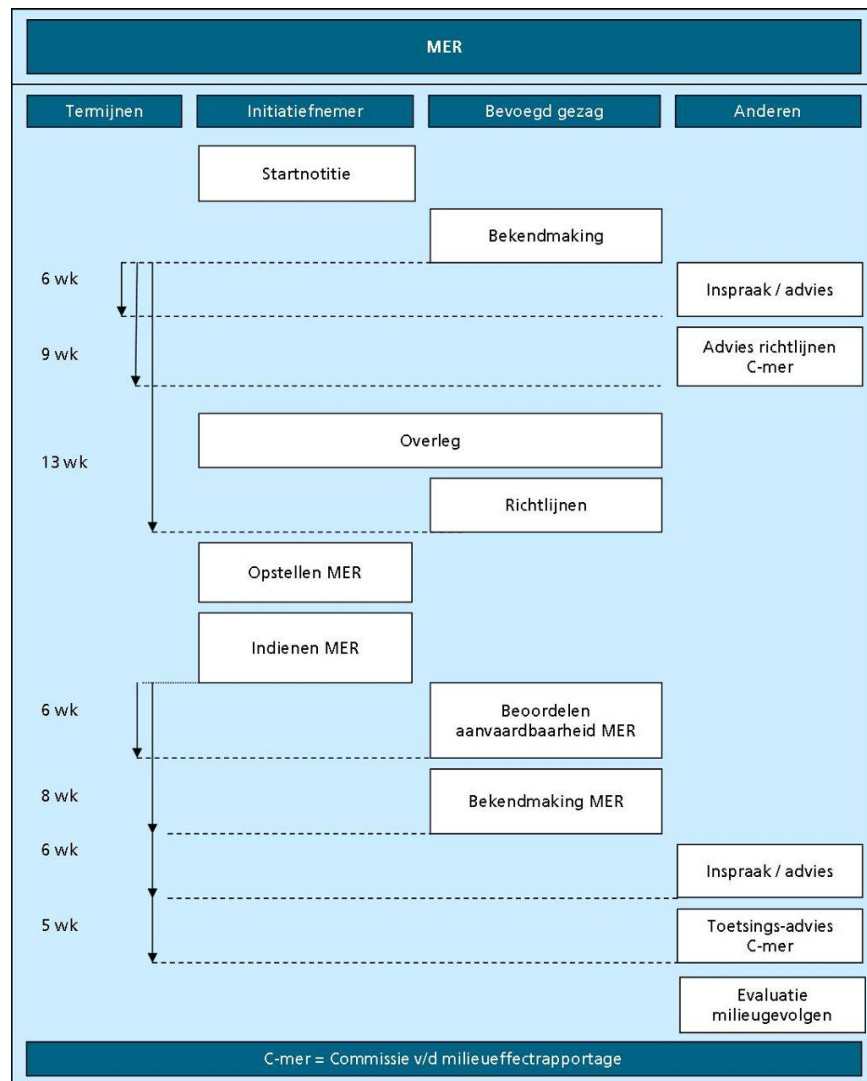 MER
Termijnen
Initiatiefnemer
Bevoegd gezag
Anderen
Startnotitie
Bekendmaking
6 wk
Inspraak / advies
9 wk
Advies richtlijnen
C-mer
Overleg
13 wk
Richtlijnen
Opstellen MER
Indienen MER
6 wk
Beoordelen
aanvaardbaarheid MER
8 wk
Bekendmaking MER
6 wk
Inspraak / advies
5 wk
Toetsings-advies
C-mer
Evaluatie
milieugevolgen
C-mer = Commissie v/d milieueffectrapportage